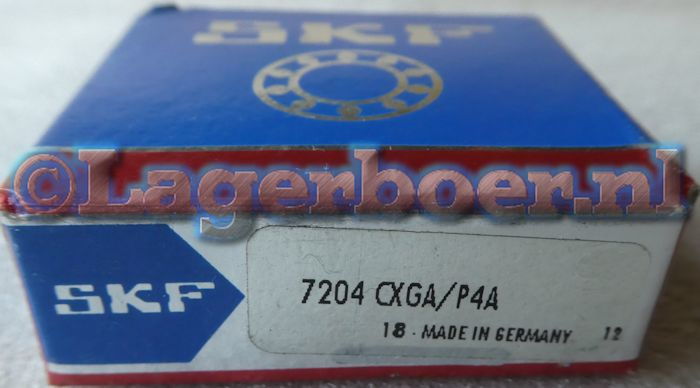 SKF
©Lagerboer.nl
SKF
7204 CXGA/P4A
18 - MADE IN GERMANY 12